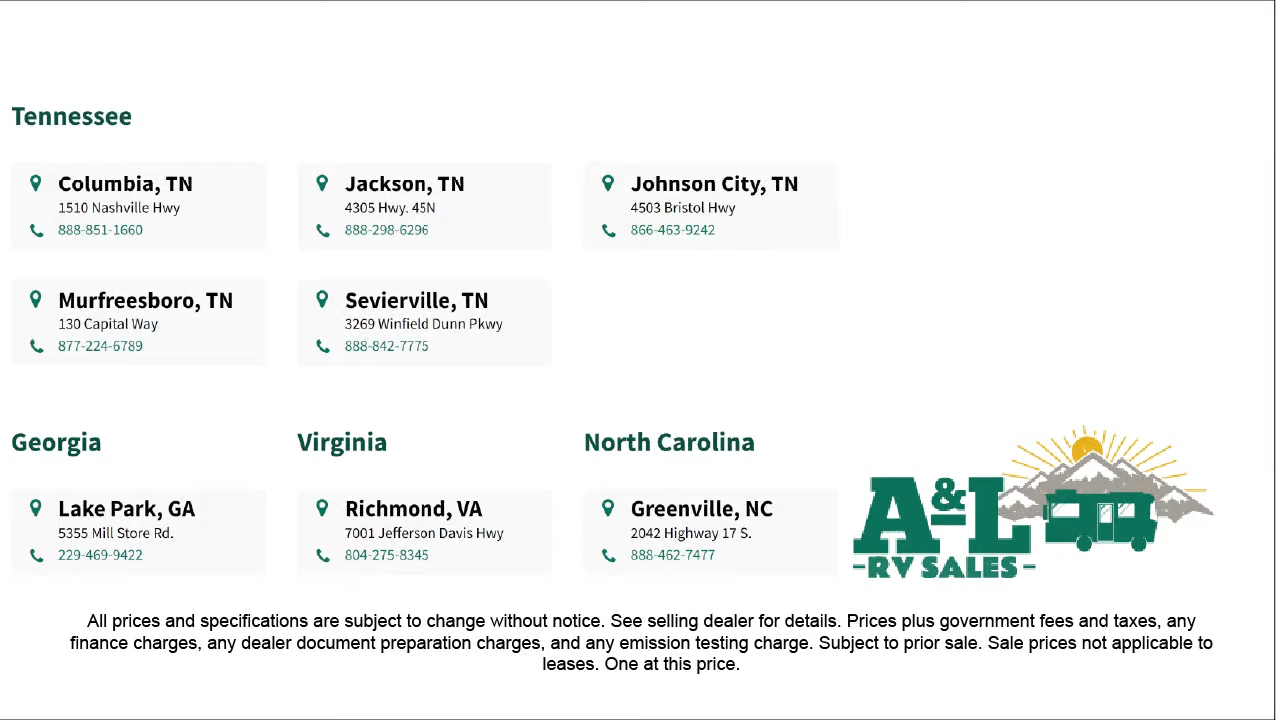 Tennessee
Columbia, TN
1510 Nashville Hwy
888-851-1660
Jackson, TN
4305 Hwy. 45N
888-298-6296
Johnson City, TN
4503 Bristol Hwy
866-463-9242
Murfreesboro, TN
130 Capital Way
877-224-6789
Sevierville, TN
3269 Winfield Dunn Pkwy
888-842-7775
Georgia
Lake Park, GA
5355 Mill Store Rd.
229-469-9422
Virginia
Richmond, VA
7001 Jefferson Davis Hwy
804-275-8345
North Carolina
Greenville, NC
2042 Highway 17 S.
888-462-7477
A&L
-RV SALES-
All prices and specifications are subject to change without notice. See selling dealer for details. Prices plus government fees and taxes, any
finance charges, any dealer document preparation charges, and any emission testing charge. Subject to prior sale. Sale prices not applicable to
leases. One at this price.